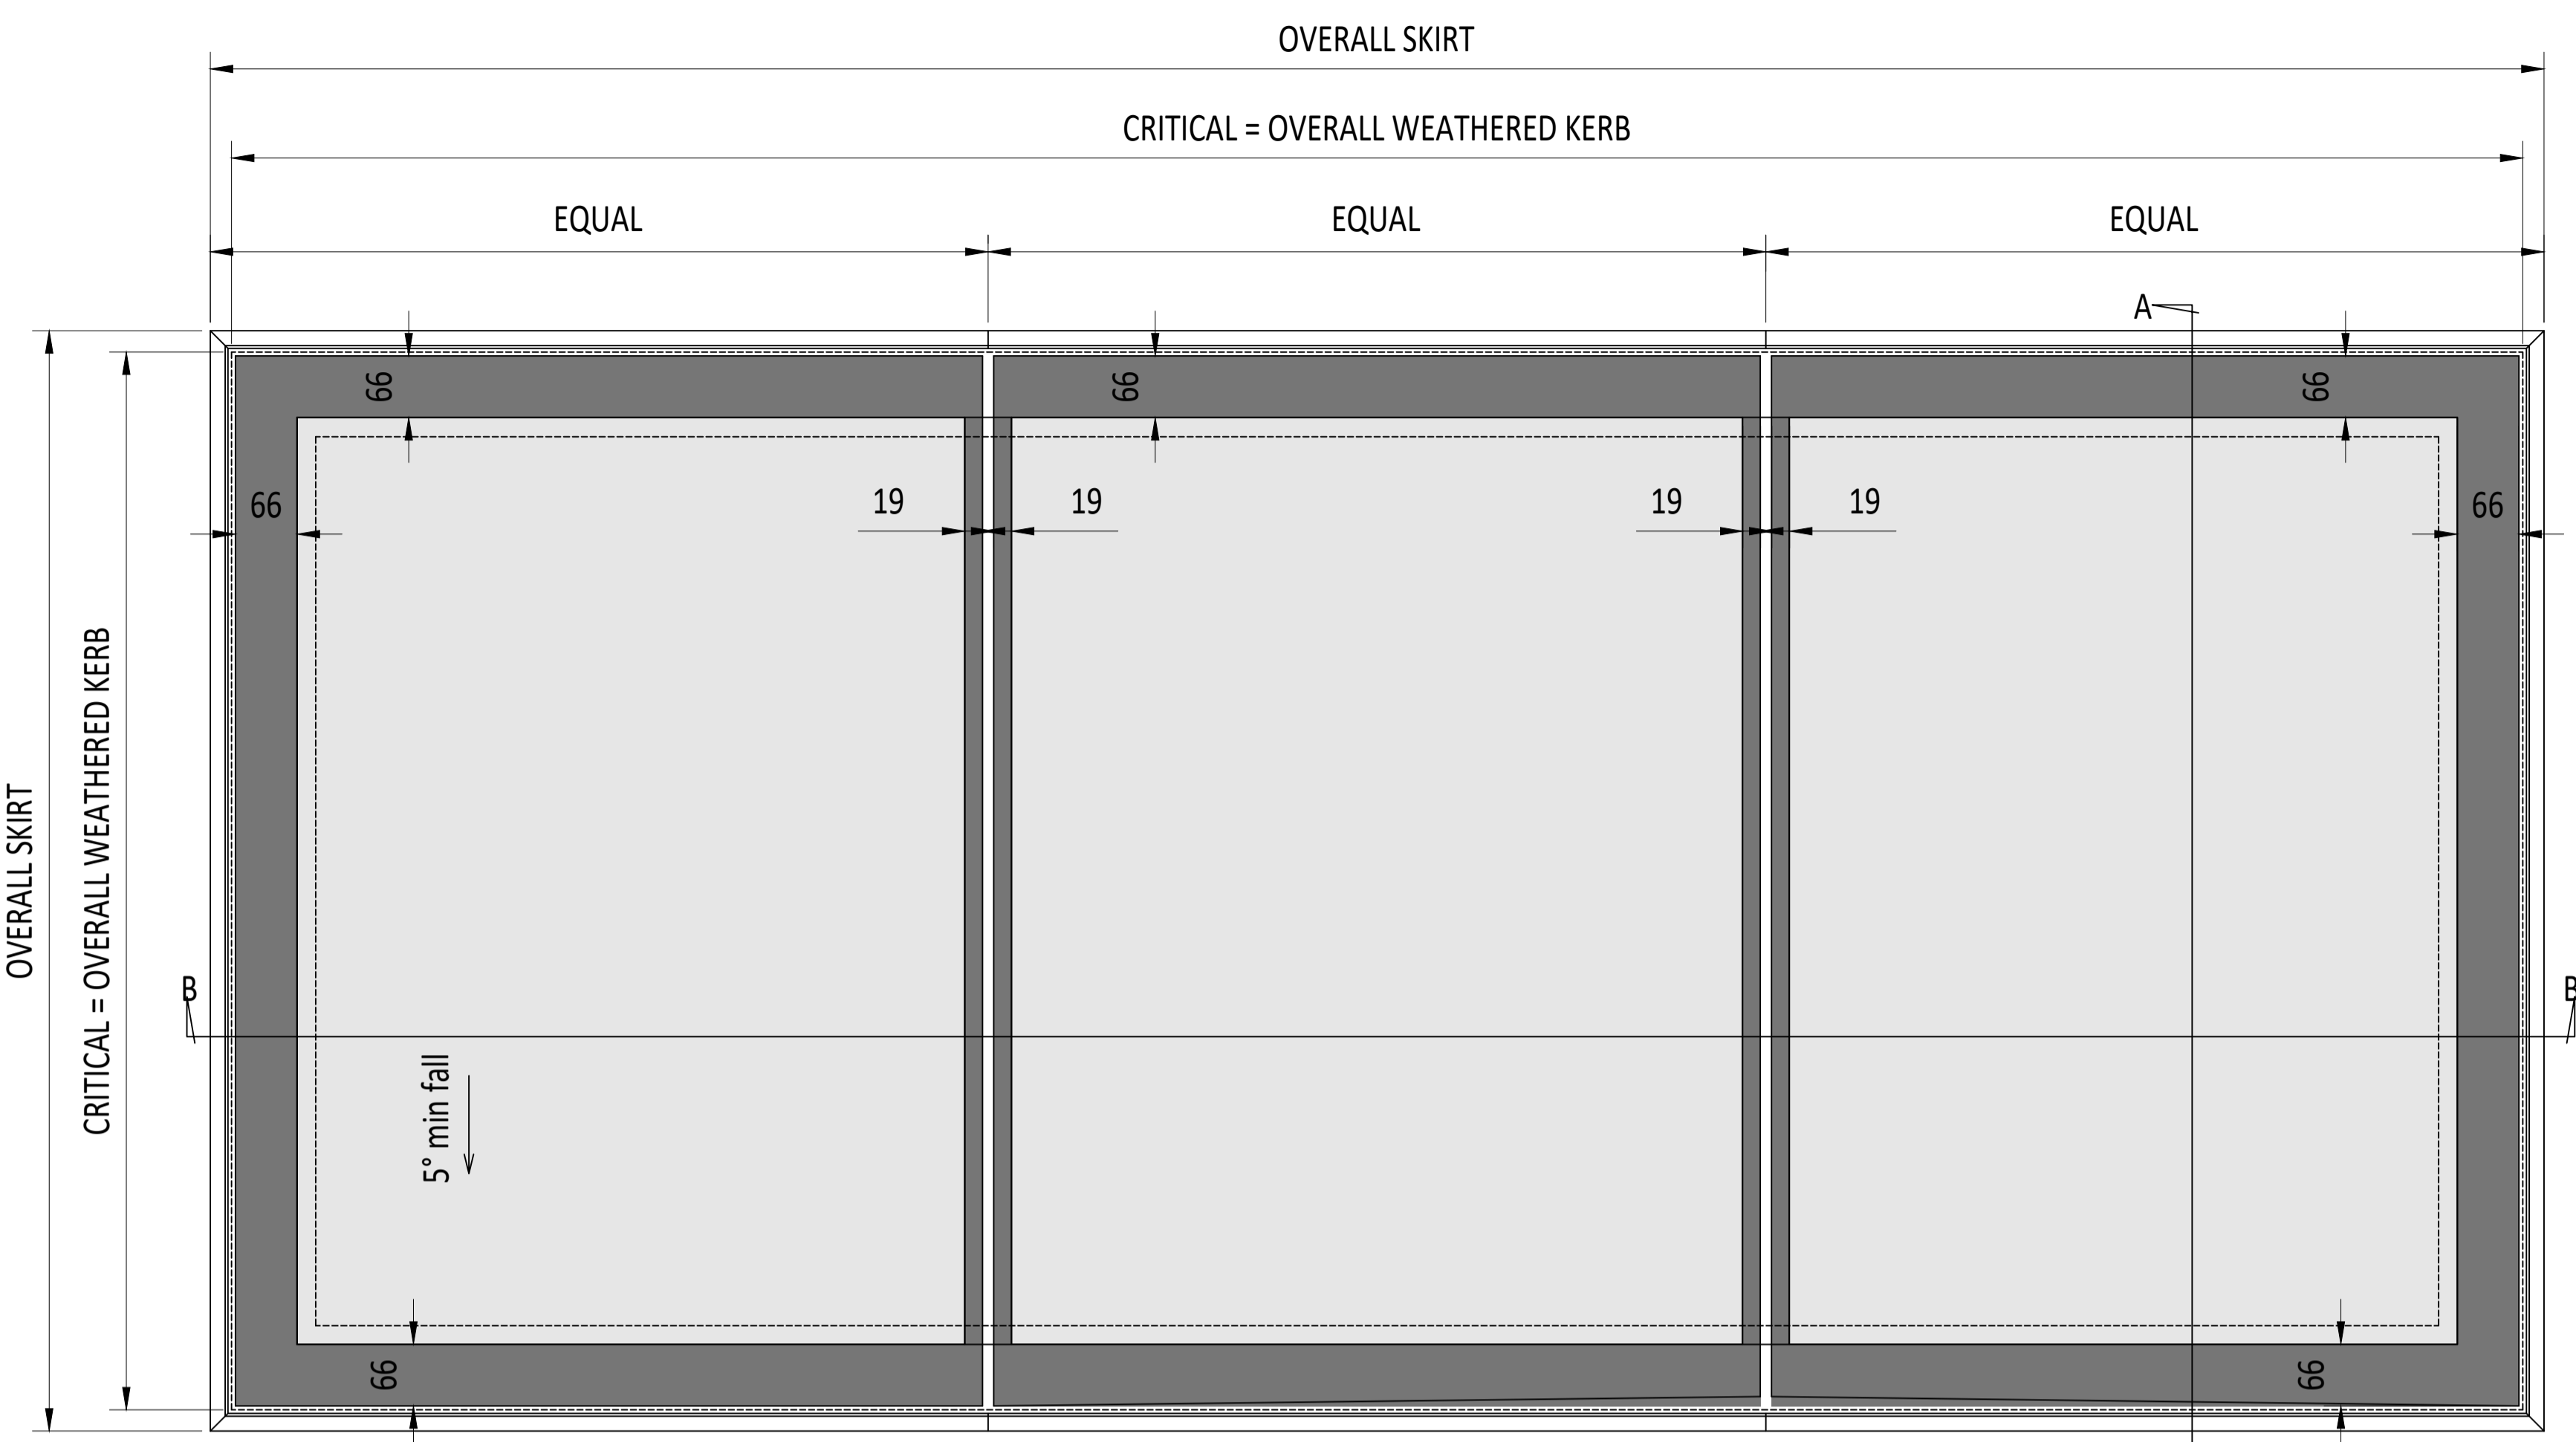 OVERALL SKIRT
CRITICAL = OVERALL WEATHERED KERB
EQUAL
EQUAL
EQUAL
A
66
66
66
66
19
19
19
19
66
OVERALL SKIRT
CRITICAL = OVERALL WEATHERED KERB
B
B
5° min fall
66
66